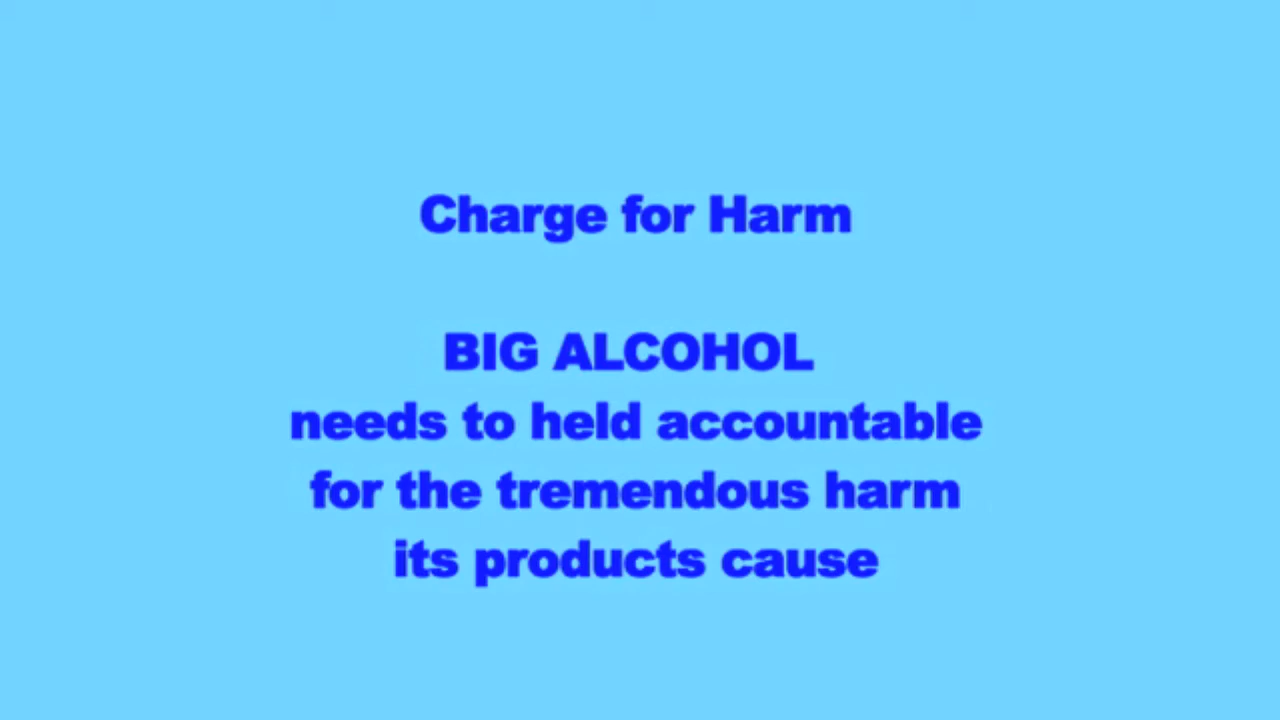 Charge for Harm
BIG ALCOHOL
needs to held accountable
for the tremendous harm
its products cause